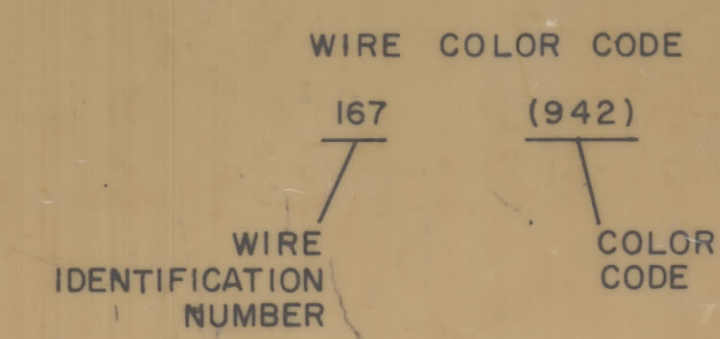 WIRE COLOR CODE
167 (942)
WIRE
IDENTIFICATION
NUMBER
COLOR
CODE